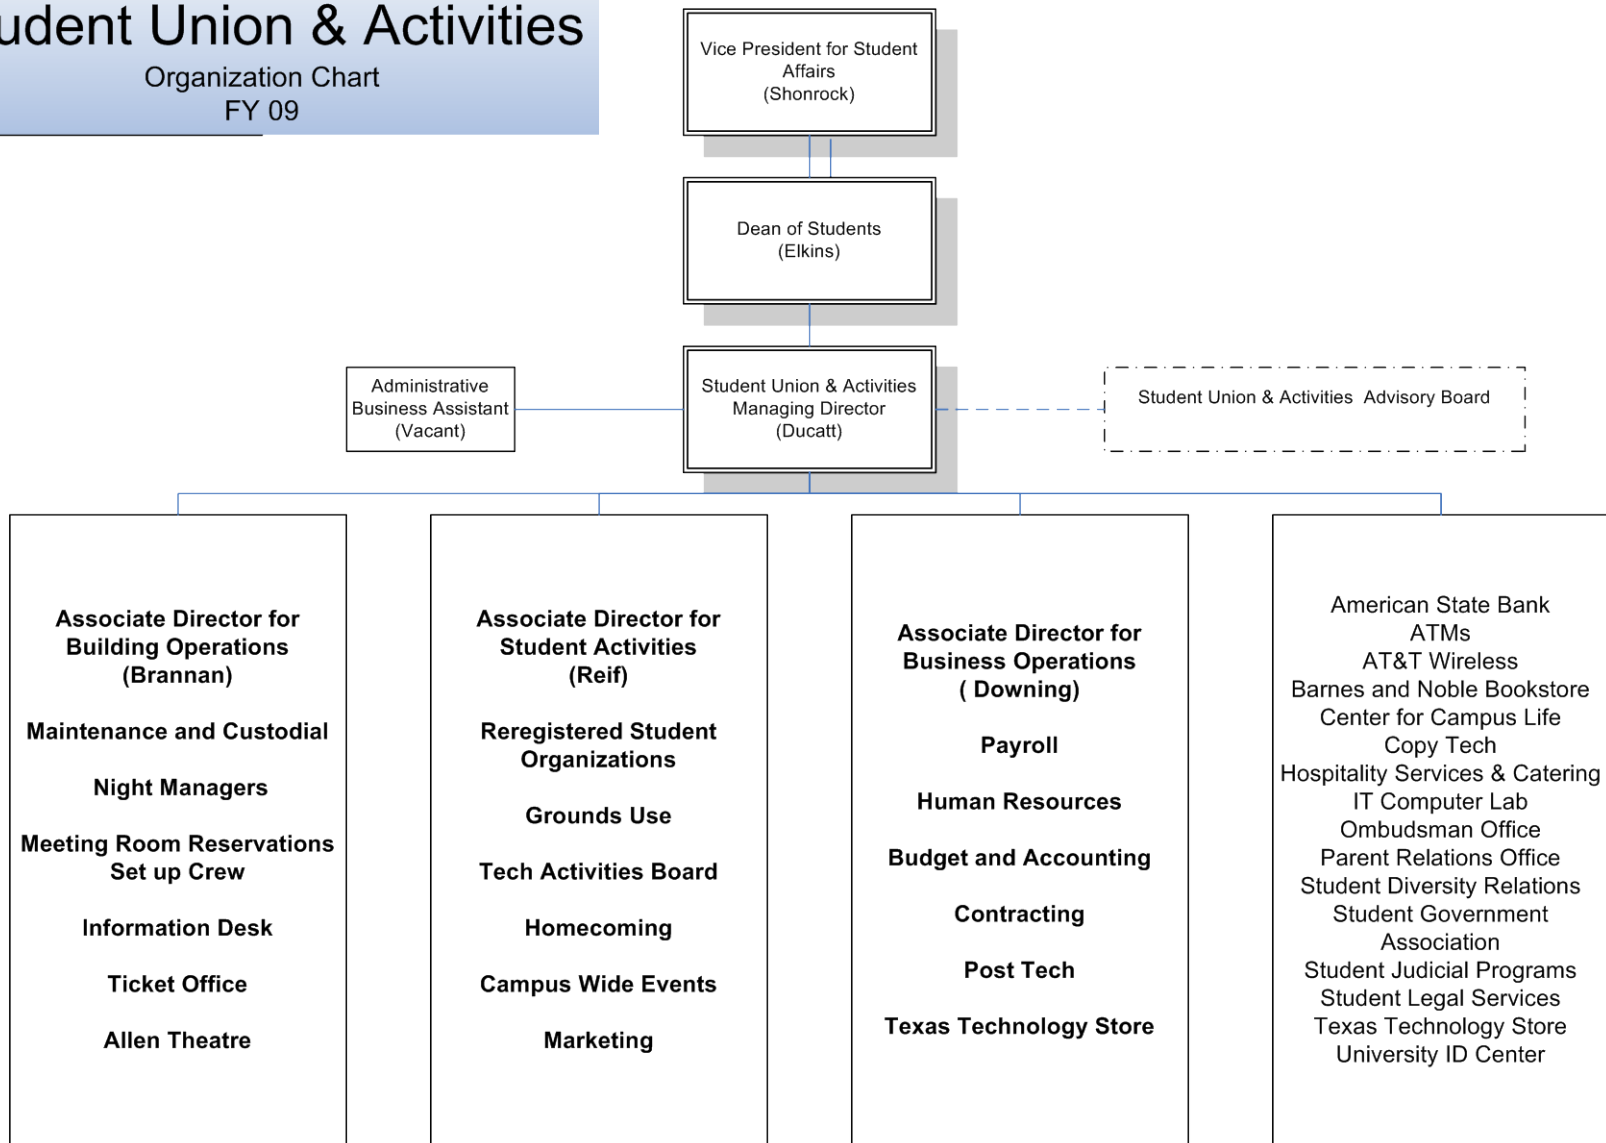 udent Union & Activities
Organization Chart
FY 09
Vice President for Student
Affairs
(Shonrock)
Dean of Students
(Elkins)
Administrative
Business Assistant
(Vacant)
Student Union & Activities
Managing Director
(Ducatt)
Student Union & Activities  Advisory Board
Associate Director for
Building Operations
(Brannan)
Maintenance and Custodial
Night Managers
Meeting Room Reservations
Set up Crew
Information Desk
Ticket Office
Allen Theatre
Associate Director for
Student Activities
(Reif)
Reregistered Student
Organizations
Grounds Use
Tech Activities Board
Homecoming
Campus Wide Events
Marketing
Associate Director for
Business Operations
( Downing)
Payroll
Human Resources
Budget and Accounting
Contracting
Post Tech
Texas Technology Store
American State Bank
ATMs
AT&T Wireless
Barnes and Noble Bookstore
Center for Campus Life
Copy Tech
Hospitality Services & Catering
IT Computer Lab
Ombudsman Office
Parent Relations Office
Student Diversity Relations
Student Government
Association
Student Judicial Programs
Student Legal Services
Texas Technology Store
University ID Center